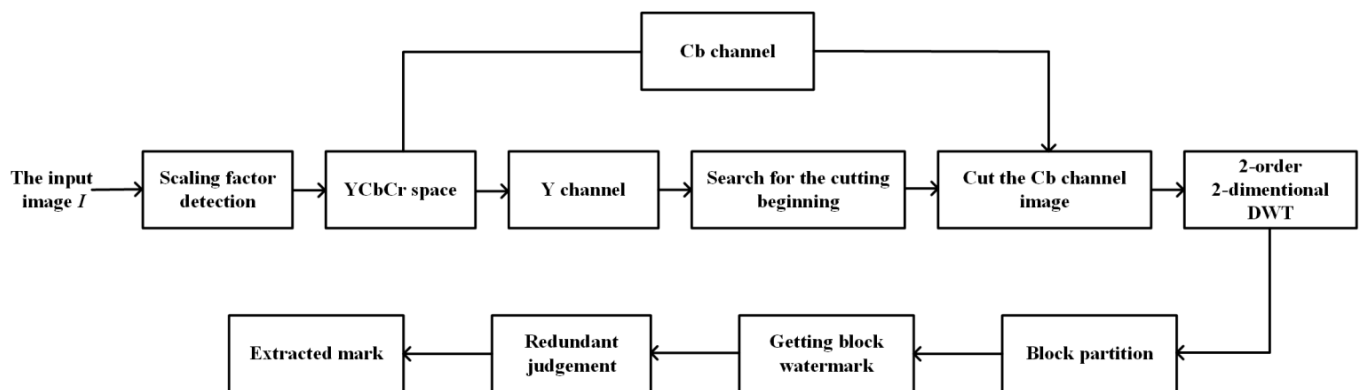 Cb channel
The input
image I
Scaling factor
detection
YCbCr space
Y channel
Search for the cutting
beginning
Cut the Cb channel
image
2-order
2-dimentional
DWT
Extracted mark
Redundant
judgement
Getting block
watermark
Block partition